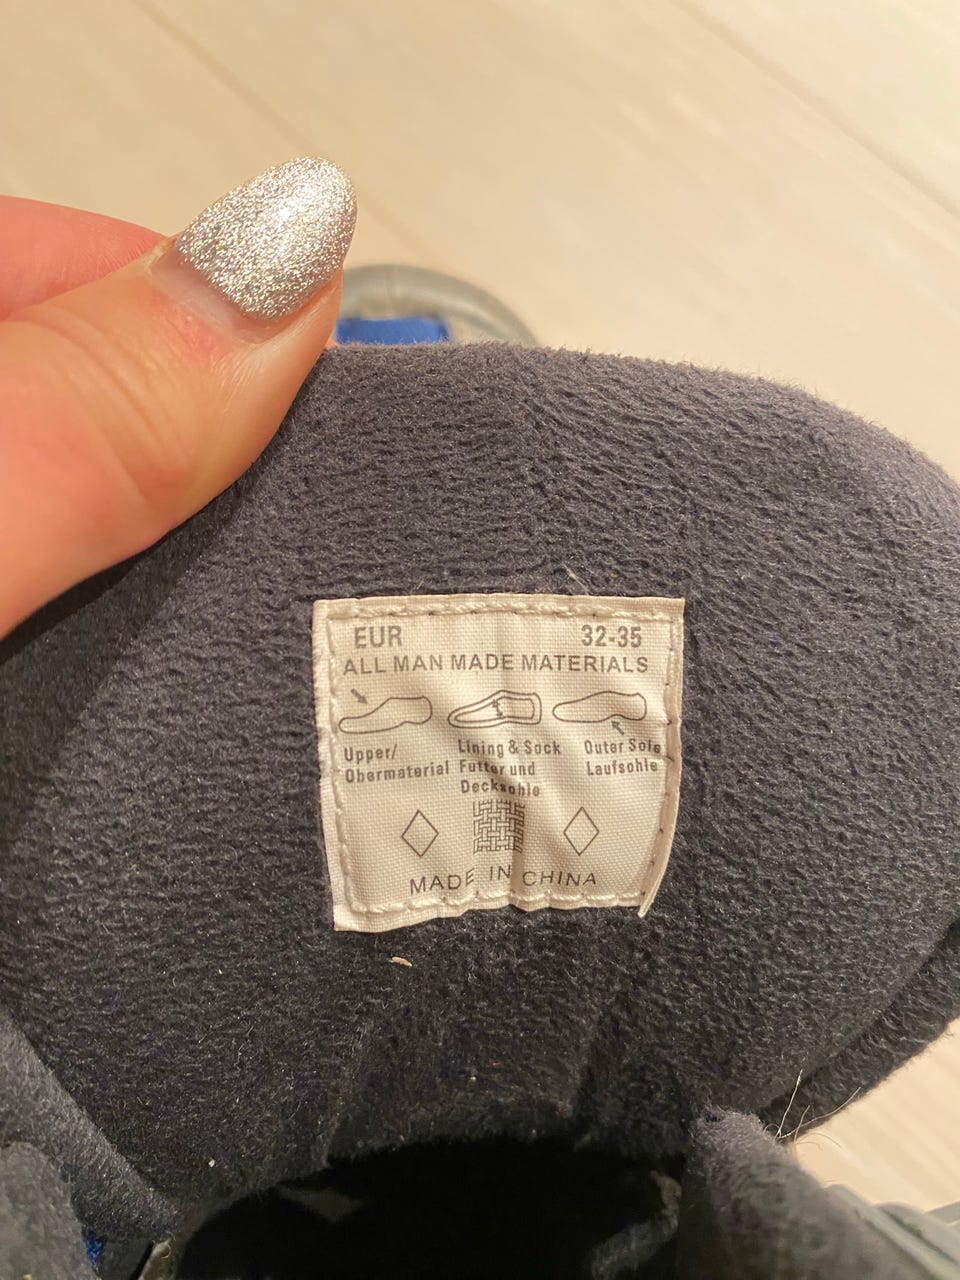 EUR 32-35
ALL MAN MADE MATERIALS
Upper/
Obermaterial
Lining & Sock
Futter und
Decksohle
Outer Sole
Laufsohle
MADE IN CHINA